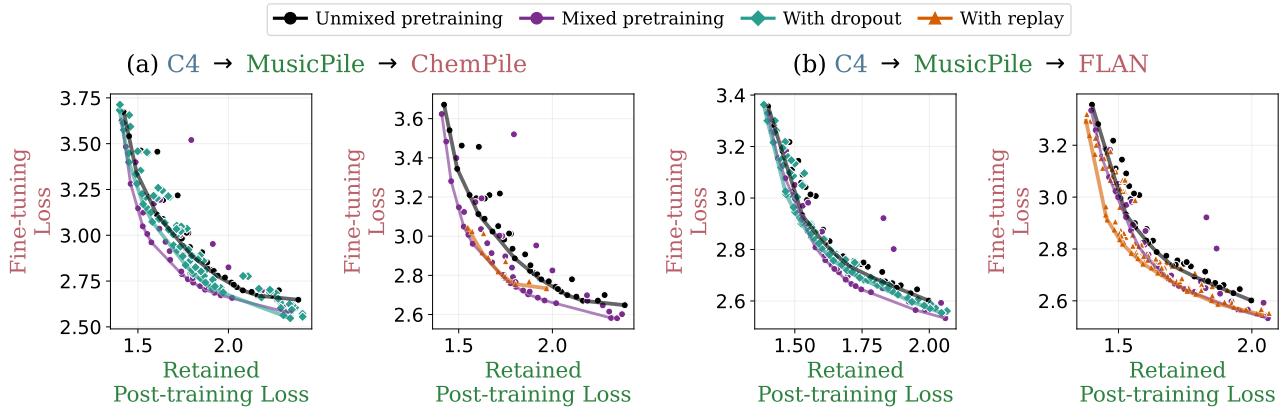 Unmixed pretraining Mixed pretraining With dropout With replay
(a) C4 → MusicPile → ChemPile
(b) C4 → MusicPile → FLAN
Fine-tuning
Loss
3.75
3.50
3.25
3.00
2.75
2.50
1.5 2.0
Retained
Post-training Loss
Fine-tuning
Loss
3.6
3.4
3.2
3.0
2.8
2.6
1.5 2.0
Retained
Post-training Loss
Fine-tuning
Loss
3.4
3.2
3.0
2.8
2.6
1.50 1.75 2.00
Retained
Post-training Loss
Fine-tuning
Loss
3.2
3.0
2.8
2.6
1.5 2.0
Retained
Post-training Loss